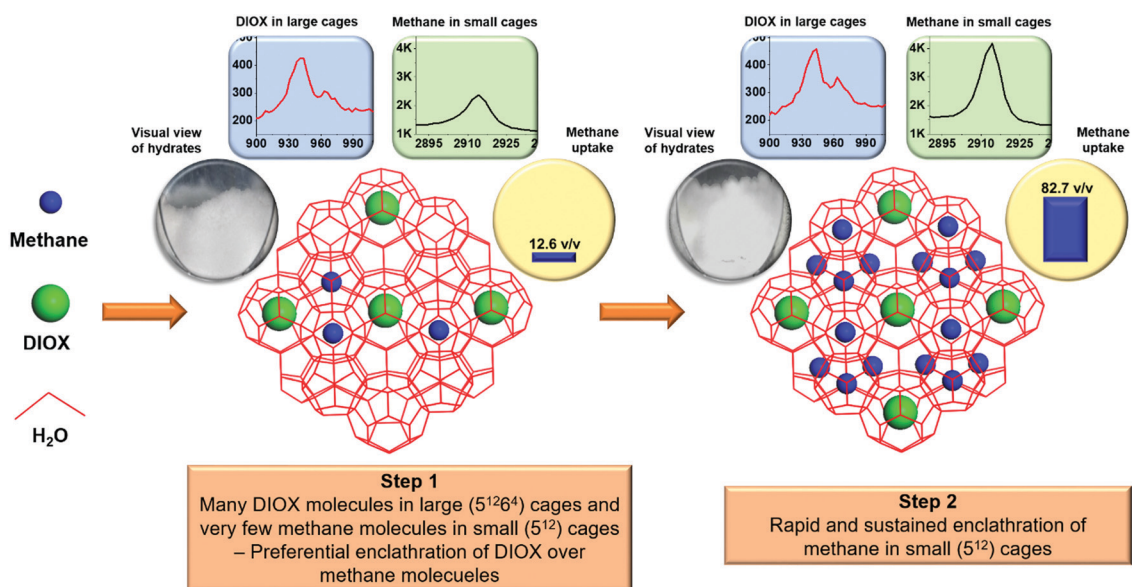 DIOX in large cages
Methane in small cages
400
300
200
900 930 960 990
4K
3K
2K
1K
2895 2910 2925
Visual view
of hydrates
Methane
uptake
12.6 v/v
Methane
DIOX
H₂O
Step 1
Many DIOX molecules in large (5¹²6⁴) cages and
very few methane molecules in small (5¹²) cages
– Preferential enclathration of DIOX over
methane molecueles
DIOX in large cages
Methane in small cages
400
300
200
900 930 960 990
4K
3K
2K
1K
2895 2910 2925
Visual view
of hydrates
Methane
uptake
82.7 v/v
Step 2
Rapid and sustained enclathration of
methane in small (5¹²) cages